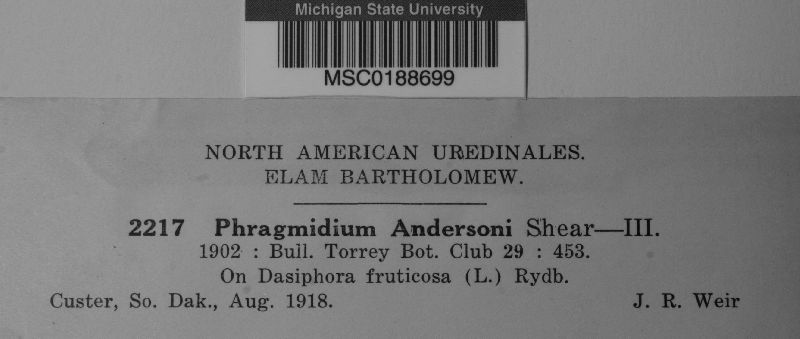 Michigan State University
MSC0188699
NORTH AMERICAN UREDINALES.
ELAM BARTHOLOMEW.
2217 Phragmidium Andersoni Shear—III.
1902 : Bull. Torrey Bot. Club 29 : 453.
On Dasiphora fruticosa (L.) Rydb.
Custer, So. Dak., Aug. 1918. J. R. Weir